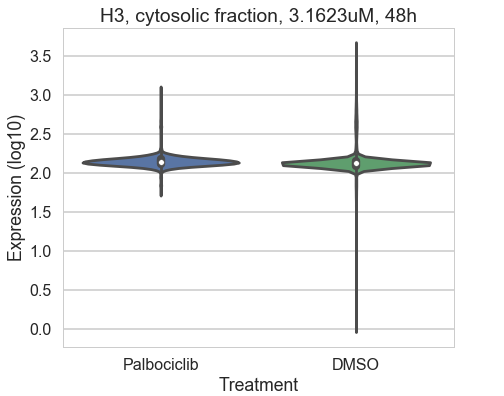 H3, cytosolic fraction, 3.1623uM, 48h
Expression (log10)
3.5
3.0
2.5
2.0
1.5
1.0
0.5
0.0
Palbociclib DMSO
Treatment